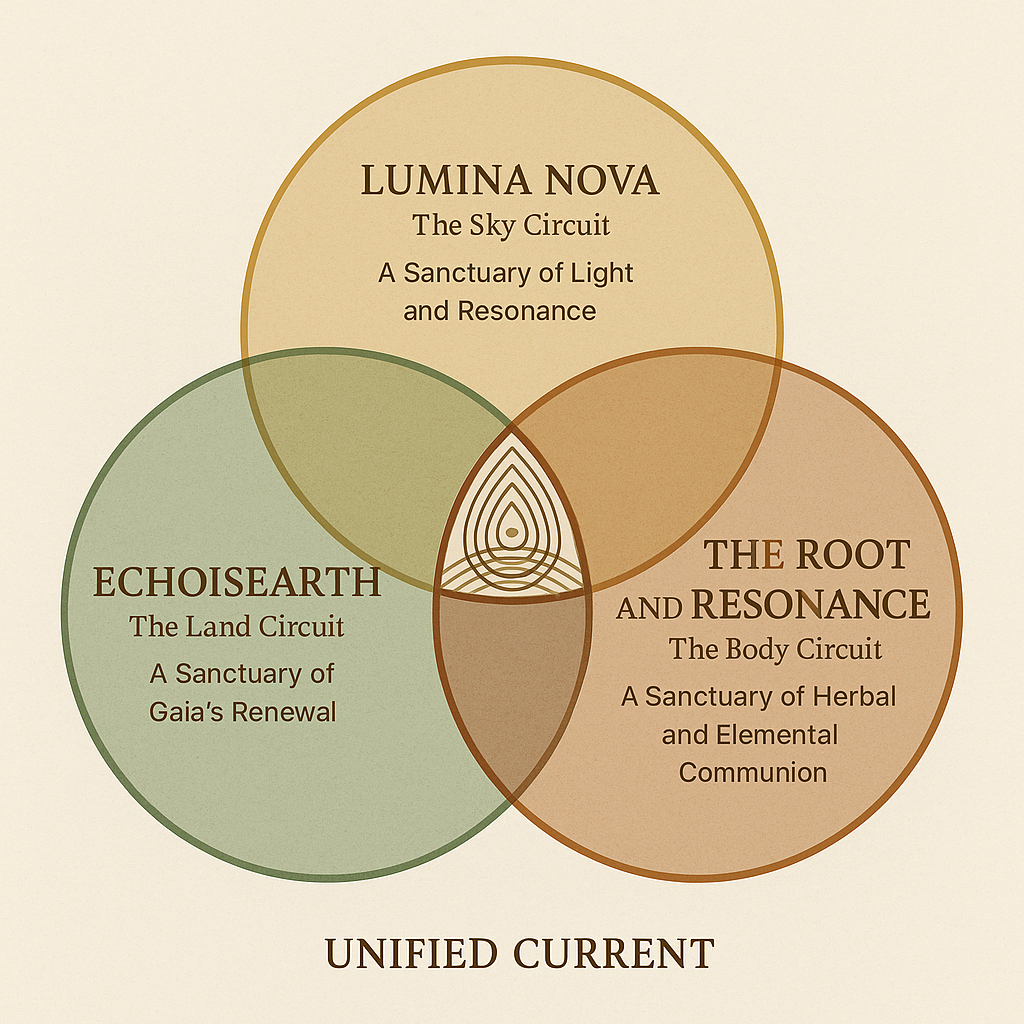 LUMINA NOVA
The Sky Circuit
A Sanctuary of Light
and Resonance
ECHOISEARTH
The Land Circuit
A Sanctuary of
Gaia's Renewal
THE ROOT
AND RESONANCE
The Body Circuit
A Sanctuary of Herbal
and Elemental
Communion
UNIFIED CURRENT